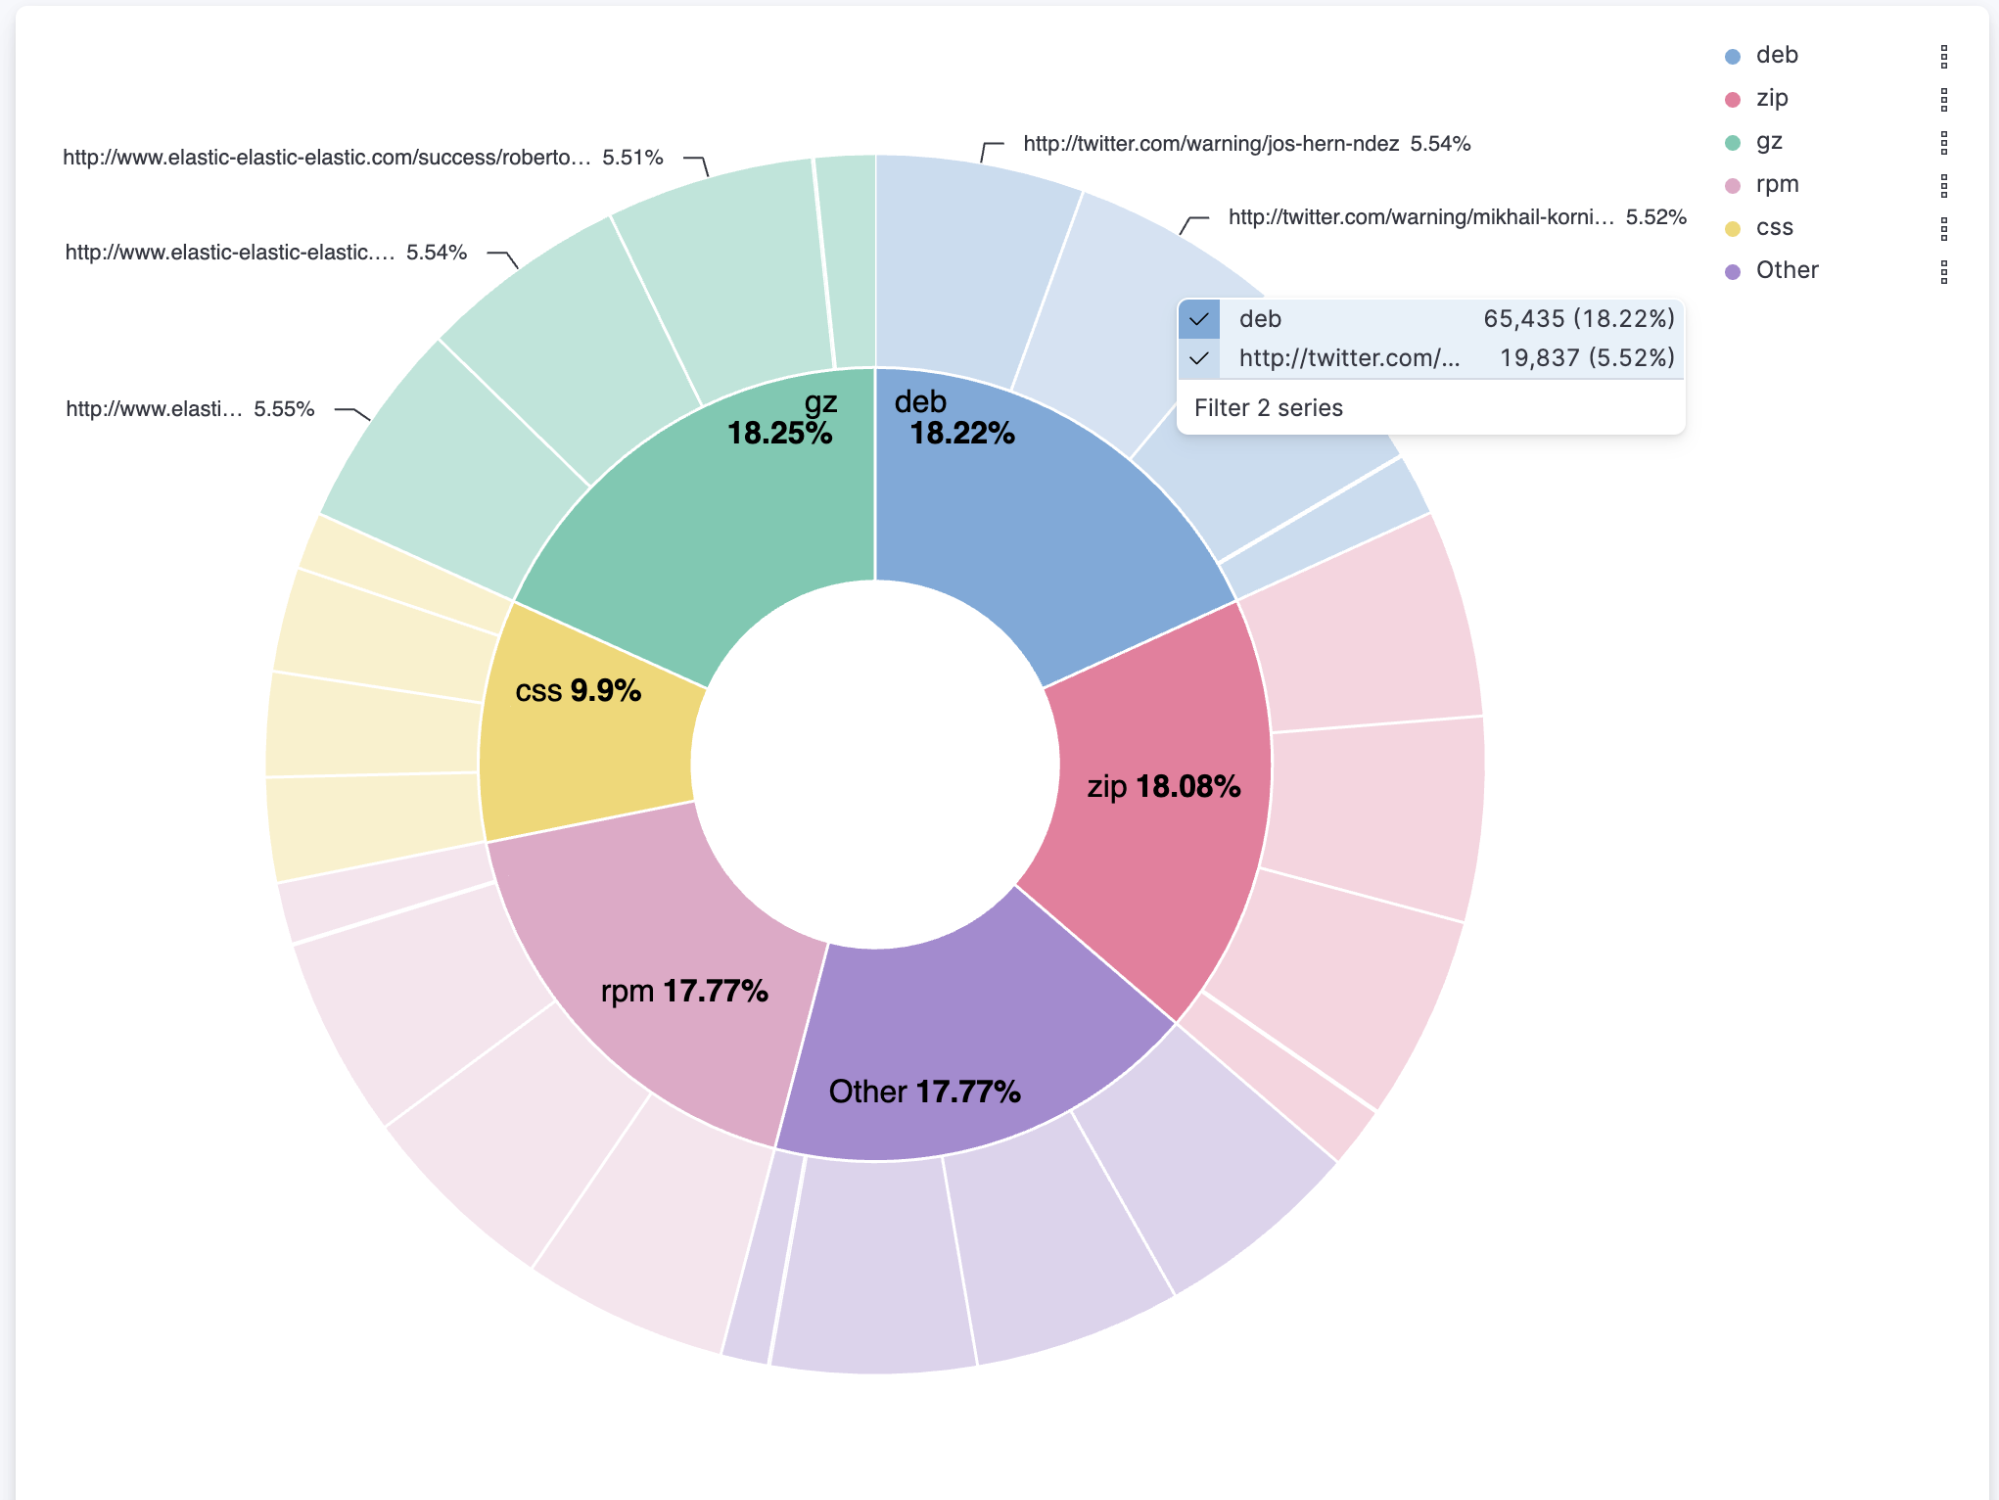 deb
zip
gz
rpm
css
Other
http://twitter.com/warning/jos-hern-ndez 5.54%
http://www.elastic-elastic-elastic.com/success/roberto… 5.51%
http://twitter.com/warning/mikhail-korni… 5.52%
http://www.elastic-elastic-elastic.… 5.54%
deb 65,435 (18.22%)
http://twitter.com/... 19,837 (5.52%)
Filter 2 series
http://www.elasti… 5.55%
gz
18.25%
deb
18.22%
css 9.9%
zip 18.08%
rpm 17.77%
Other 17.77%